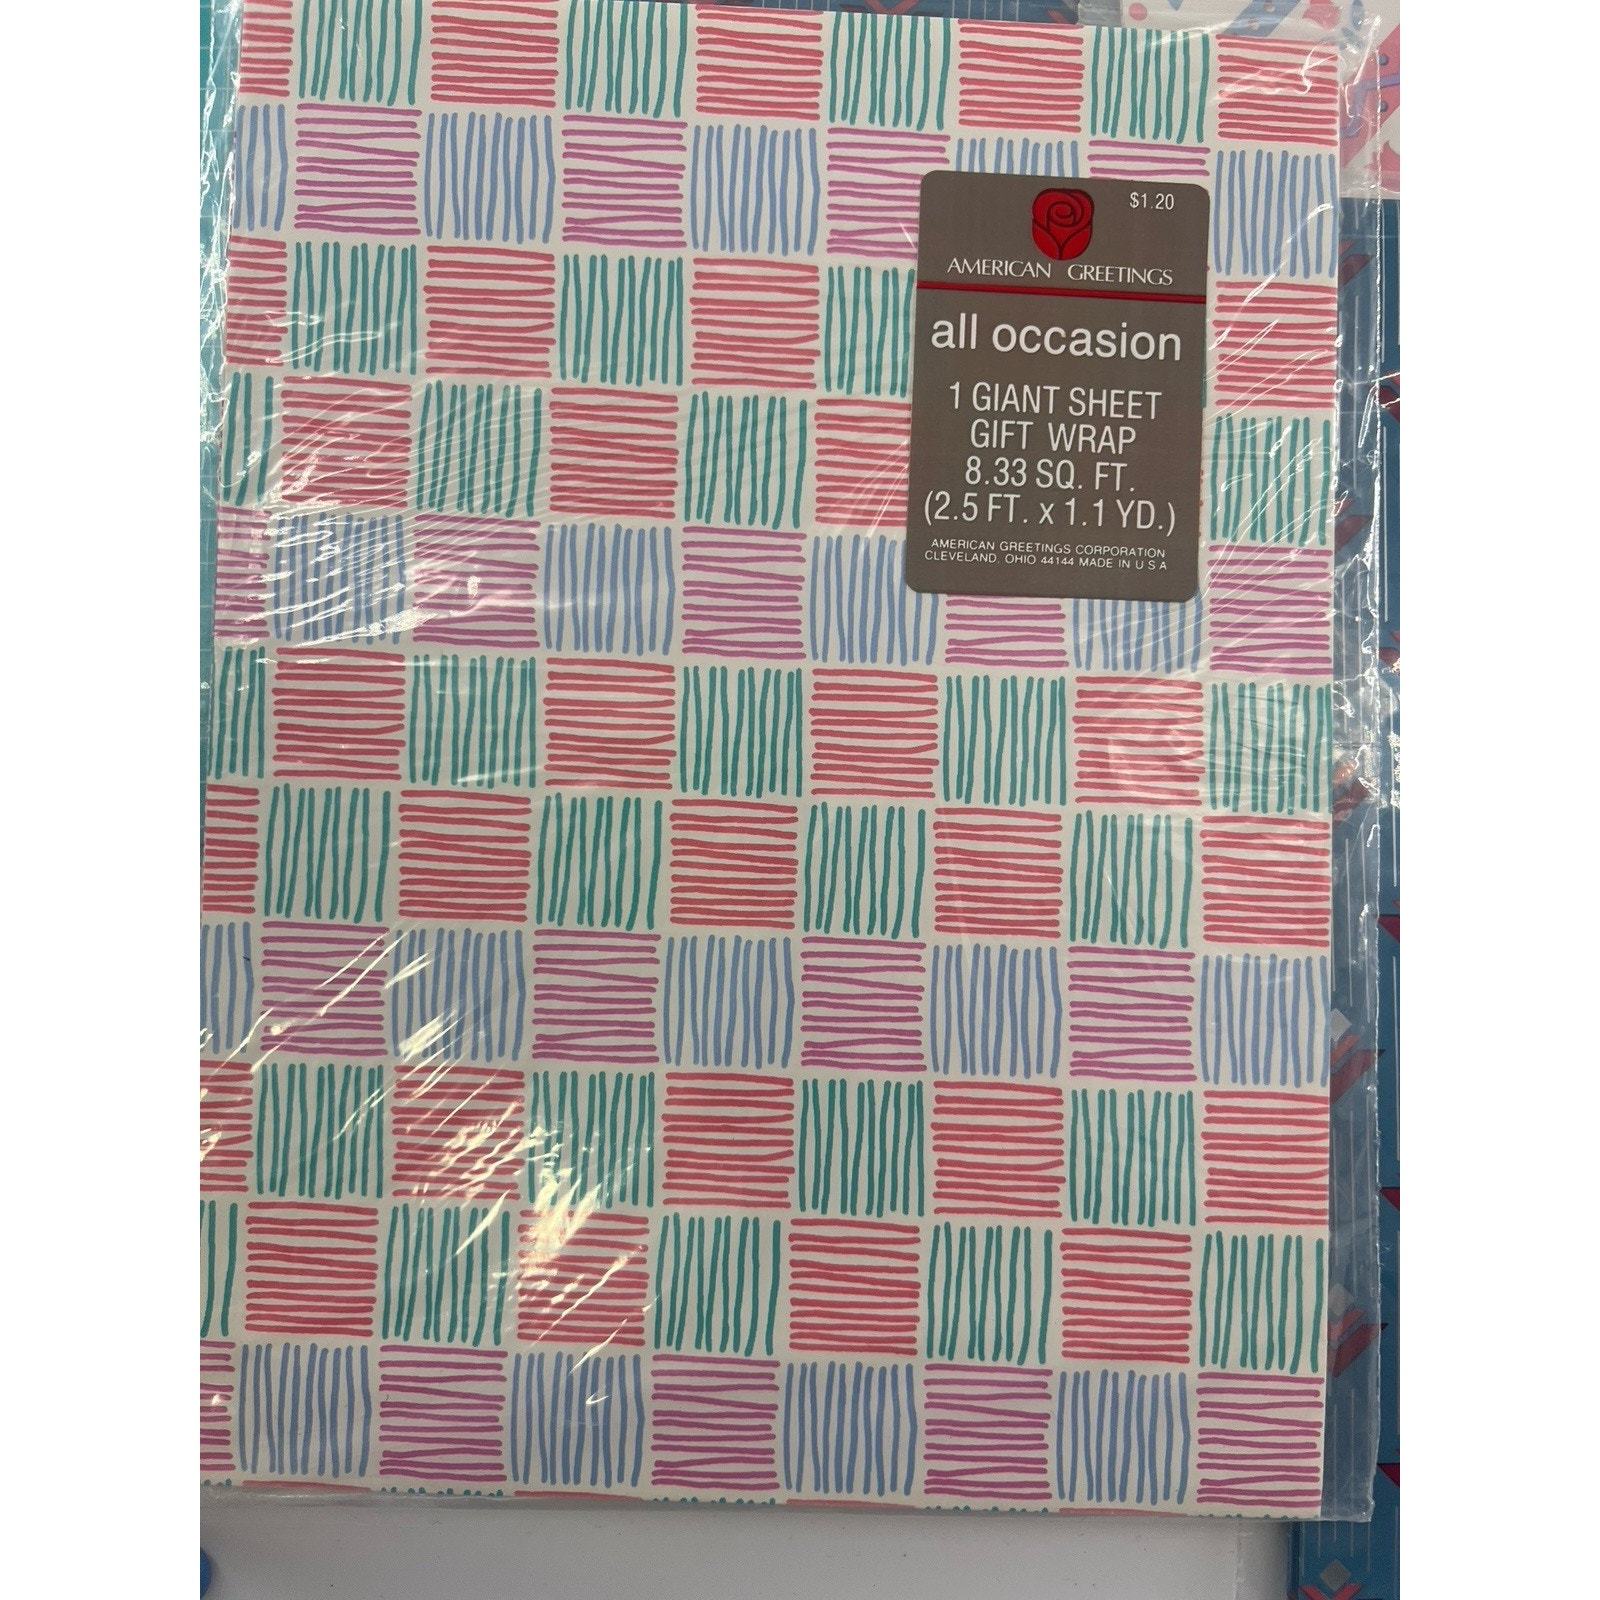 $1.20
AMERICAN GREETINGS
all occasion
1 GIANT SHEET
GIFT WRAP
8.33 SQ. FT.
(2.5 FT. x 1.1 YD.)
AMERICAN GREETINGS CORPORATION
CLEVELAND, OHIO 44144 MADE IN U S A